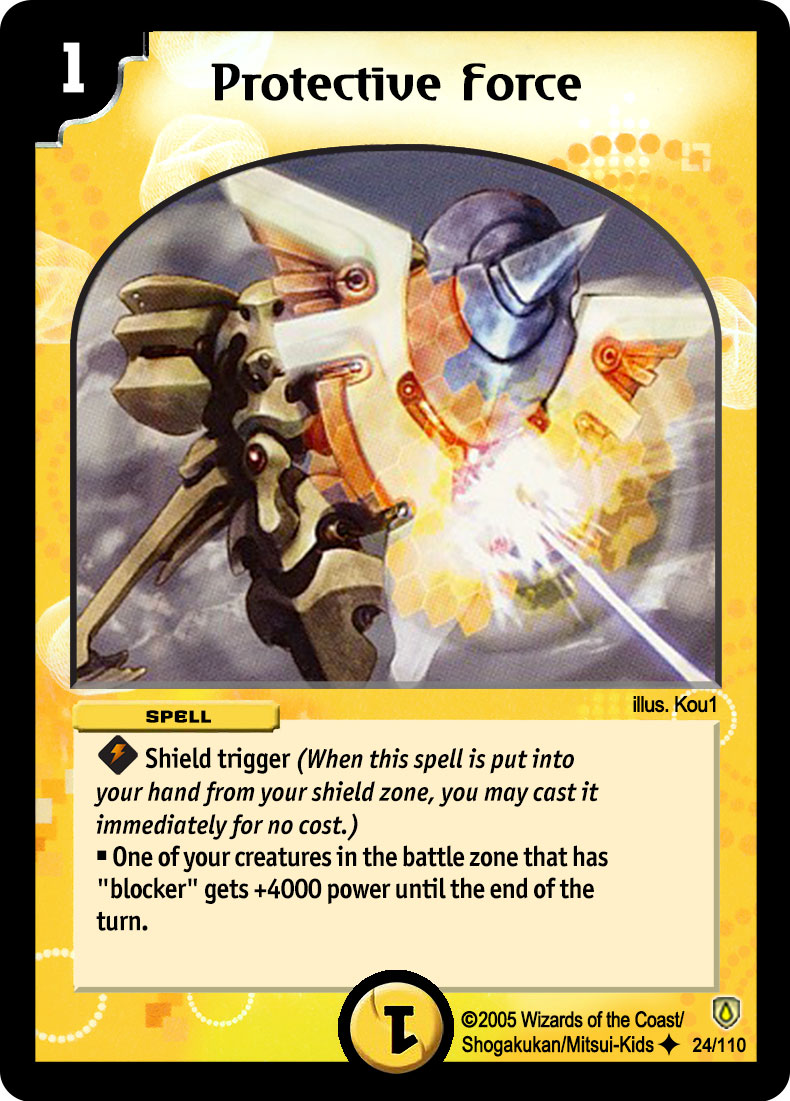 1
Protective Force
illus. Kou1
SPELL
Shield trigger (When this spell is put into
your hand from your shield zone, you may cast it
immediately for no cost.)
▪ One of your creatures in the battle zone that has
"blocker" gets +4000 power until the end of the
turn.
1
©2005 Wizards of the Coast/
Shogakukan/Mitsui-Kids ✦ 24/110